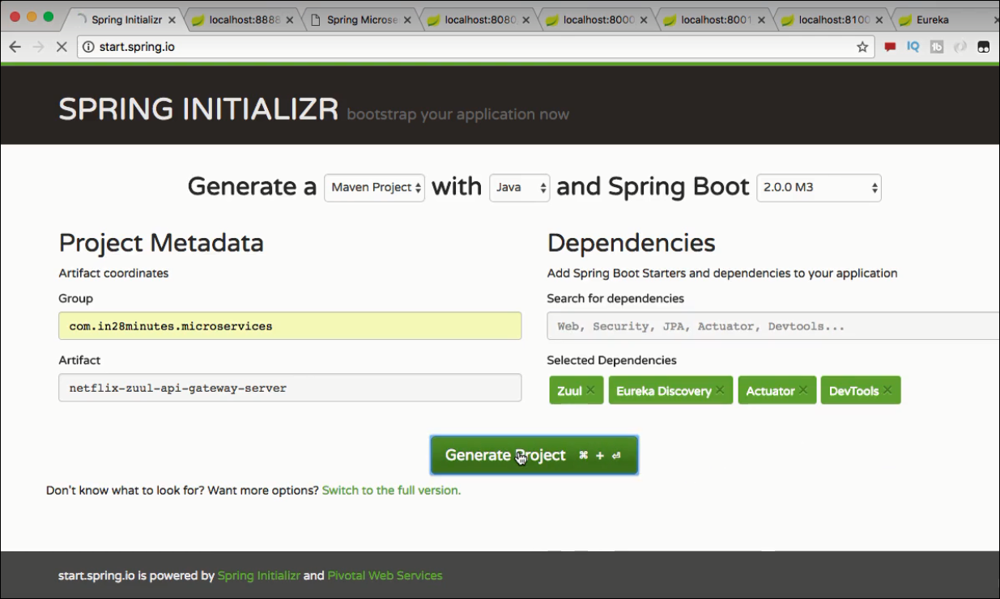 Spring Initializr
localhost:8888
Spring Microse
localhost:8080
localhost:8000
localhost:8001
localhost:8100
Eureka
start.spring.io
IQ
tb
SPRING INITIALIZR bootstrap your application now
Generate a Maven Project with Java and Spring Boot 2.0.0 M3
Project Metadata
Artifact coordinates
Group
com.in28minutes.microservices
Artifact
netflix-zuul-api-gateway-server
Dependencies
Add Spring Boot Starters and dependencies to your application
Search for dependencies
Web, Security, JPA, Actuator, Devtools...
Selected Dependencies
Zuul × Eureka Discovery × Actuator × DevTools ×
Generate Project ⌘ + ⏎
Don't know what to look for? Want more options? Switch to the full version.
start.spring.io is powered by Spring Initializr and Pivotal Web Services